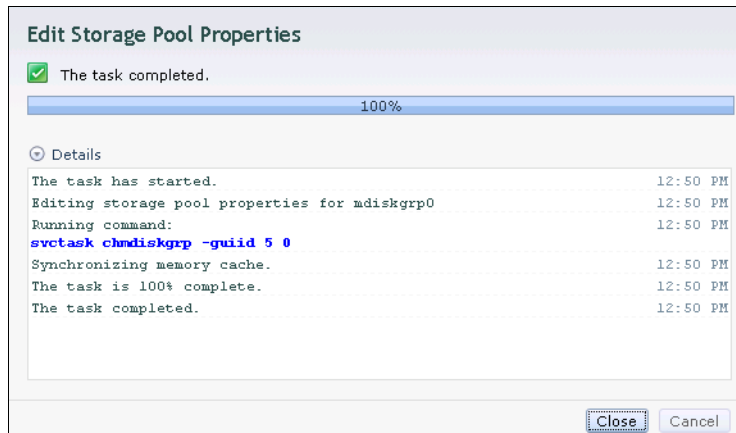 Edit Storage Pool Properties
The task completed.
100%
Details
The task has started. 12:50 PM
Editing storage pool properties for mdiskgrp0 12:50 PM
Running command: 12:50 PM
svctask chmdiskgrp -guiid 5 0
Synchronizing memory cache. 12:50 PM
The task is 100% complete. 12:50 PM
The task completed. 12:50 PM
Close Cancel